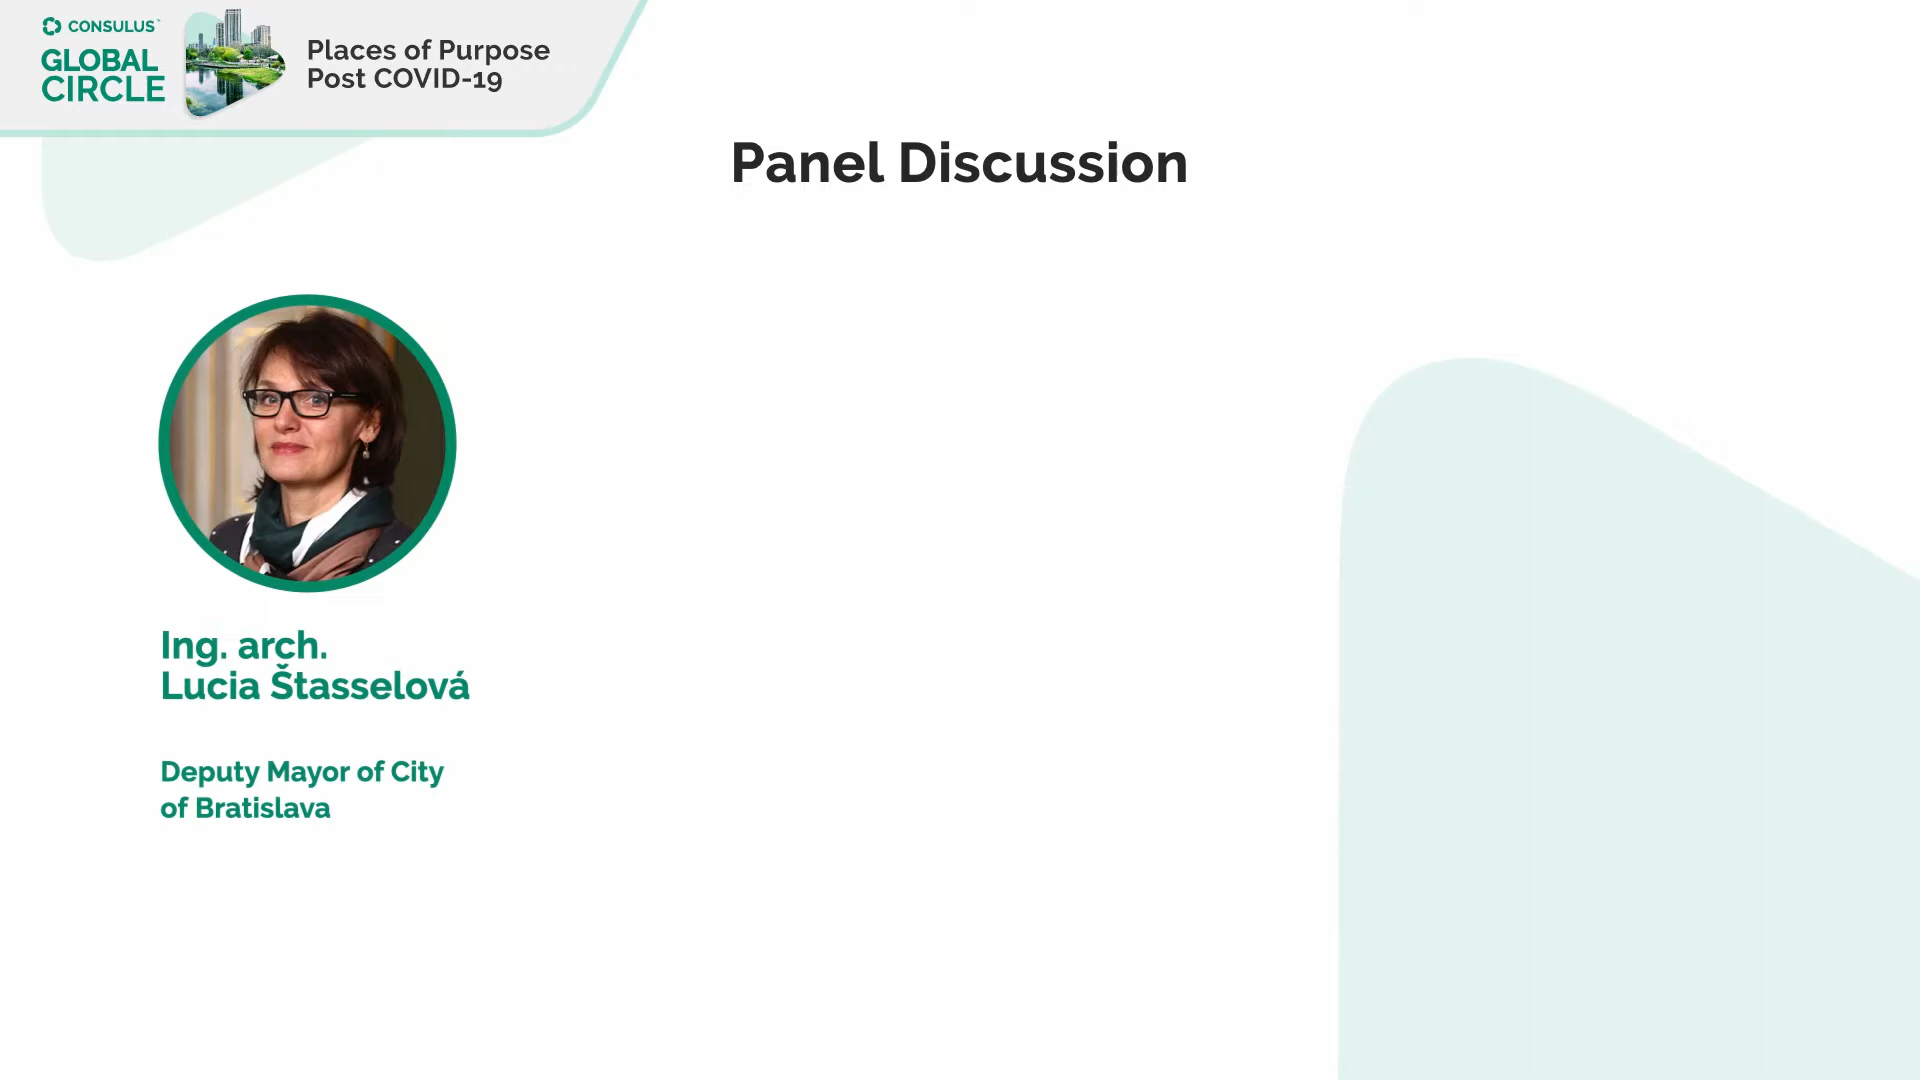 CONSULUS™
GLOBAL
CIRCLE
Places of Purpose
Post COVID-19
Panel Discussion
Ing. arch.
Lucia Štasselová
Deputy Mayor of City
of Bratislava